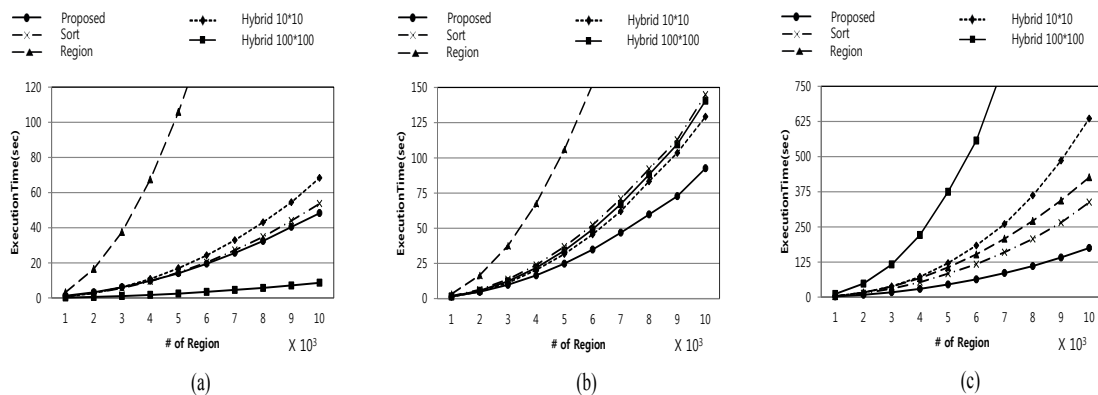 Proposed
Sort
Region
Hybrid 10*10
Hybrid 100*100
ExecutionTime(sec)
120
100
80
60
40
20
0
1 2 3 4 5 6 7 8 9 10
# of Region
X 10³
(a)
Proposed
Sort
Region
Hybrid 10*10
Hybrid 100*100
ExecutionTime(sec)
150
125
100
75
50
25
0
1 2 3 4 5 6 7 8 9 10
# of Region
X 10³
(b)
Proposed
Sort
Region
Hybrid 10*10
Hybrid 100*100
ExecutionTime(sec)
750
625
500
375
250
125
0
1 2 3 4 5 6 7 8 9 10
# of Region
X 10³
(c)